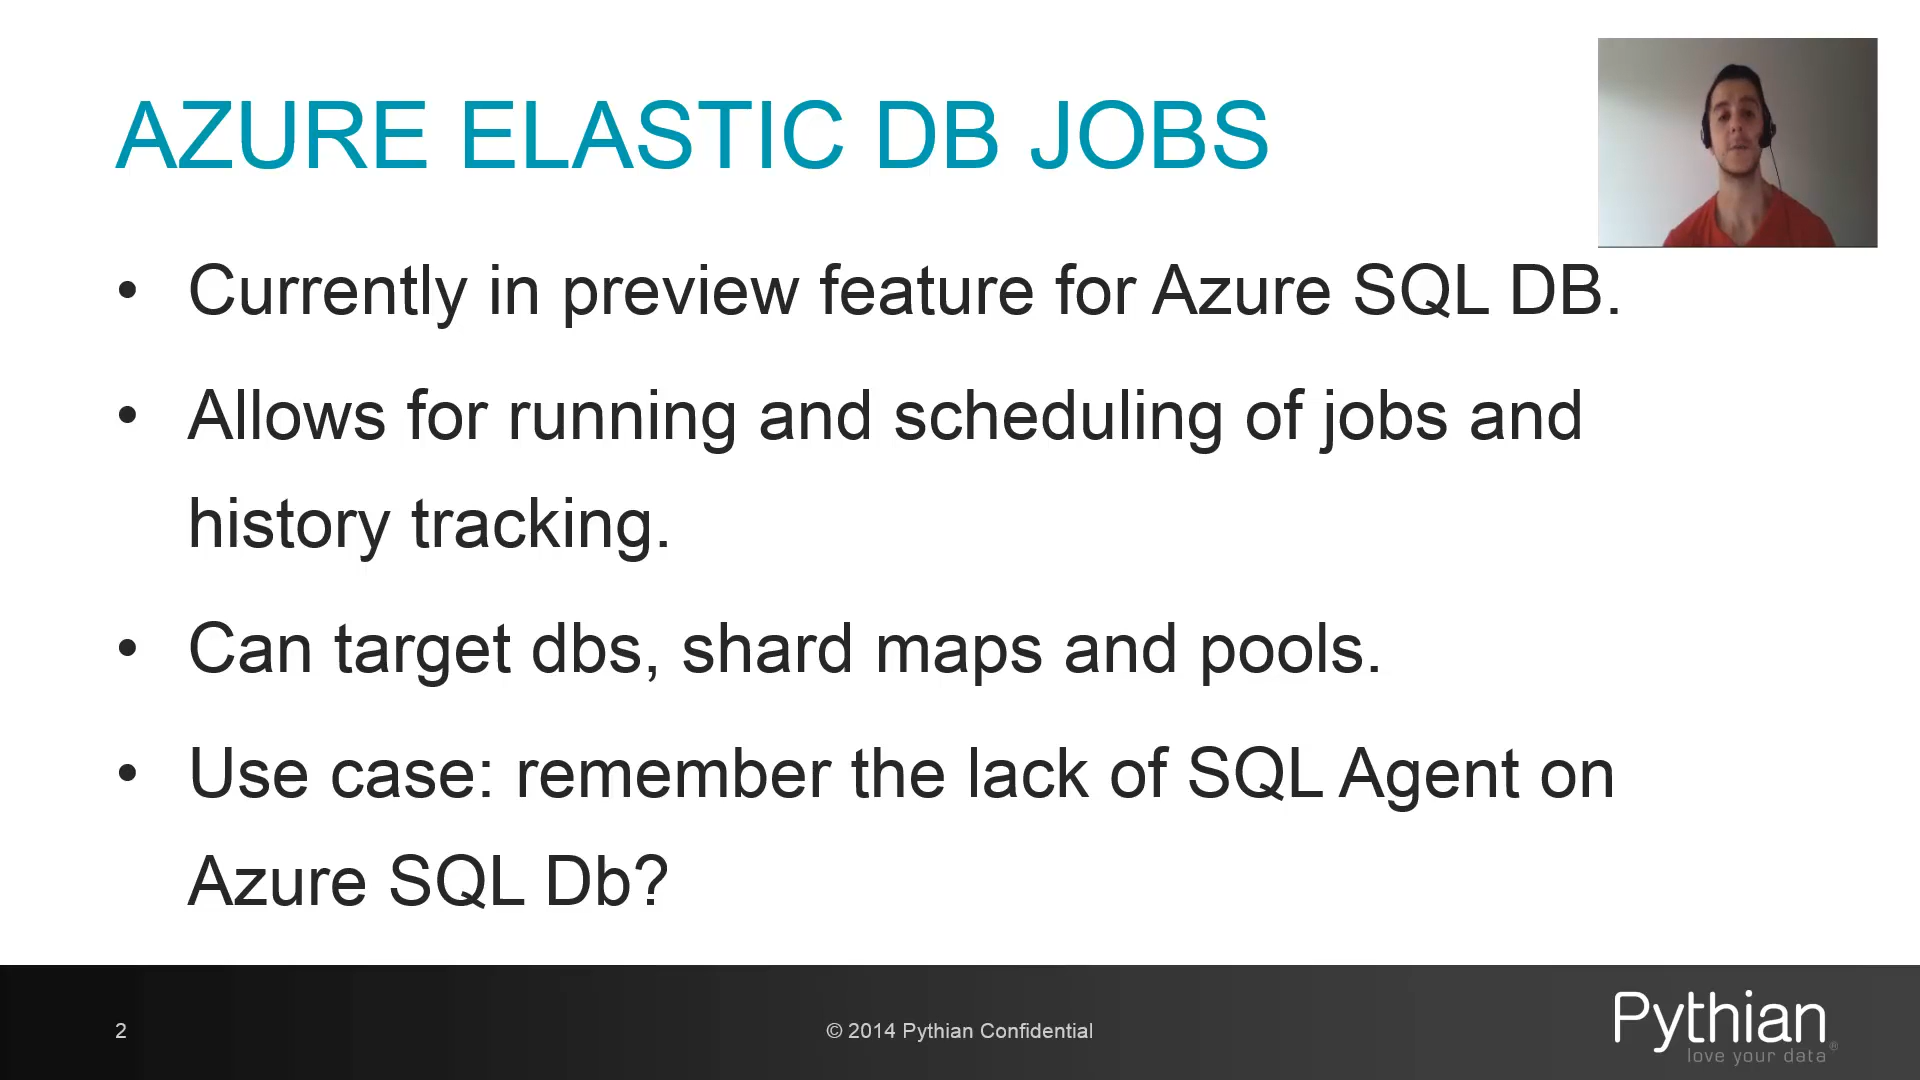 AZURE ELASTIC DB JOBS
• Currently in preview feature for Azure SQL DB.
• Allows for running and scheduling of jobs and
history tracking.
• Can target dbs, shard maps and pools.
• Use case: remember the lack of SQL Agent on
Azure SQL Db?
2
© 2014 Pythian Confidential
Pythian
love your data®